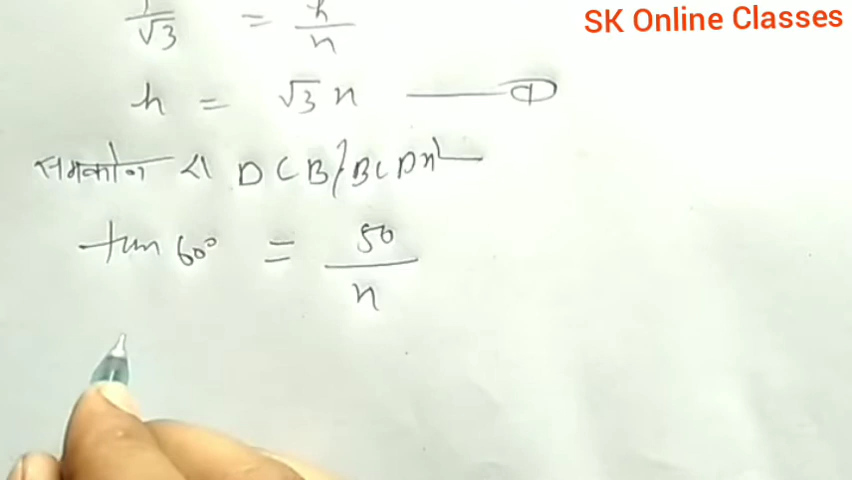 SK Online Classes
1/√3 = h/x
h = √3 x —— ①
समकोण △ DCB/BCD में
tan 60° = 50/x